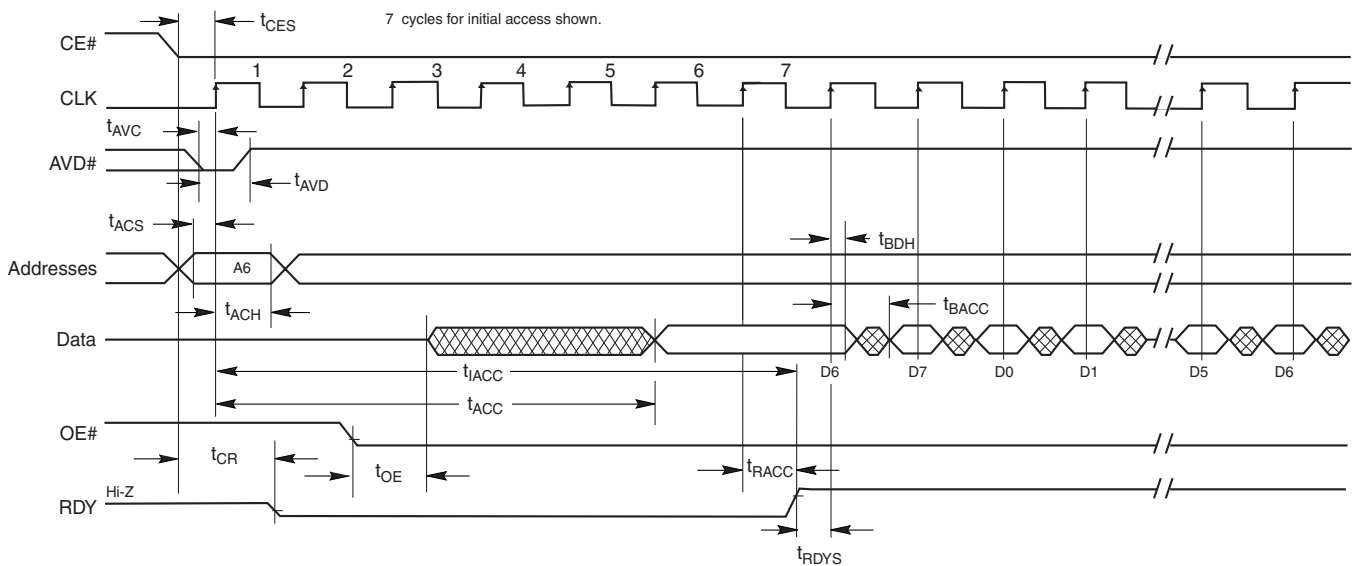 tCES
7 cycles for initial access shown.
CE#
1 2 3 4 5 6 7
CLK
tAVC
AVD#
tAVD
tACS
tBDH
Addresses
A6
tACH
tBACC
Data
D6 D7 D0 D1 D5 D6
tIACC
tACC
OE#
tCR
tOE
tRACC
Hi-Z
RDY
tRDYS